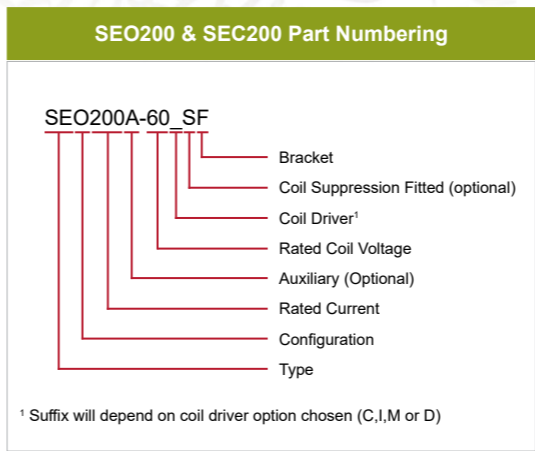 SEO200 & SEC200 Part Numbering
SEO200A-60_SF
Bracket
Coil Suppression Fitted (optional)
Coil Driver¹
Rated Coil Voltage
Auxiliary (Optional)
Rated Current
Configuration
Type
¹ Suffix will depend on coil driver option chosen (C,I,M or D)